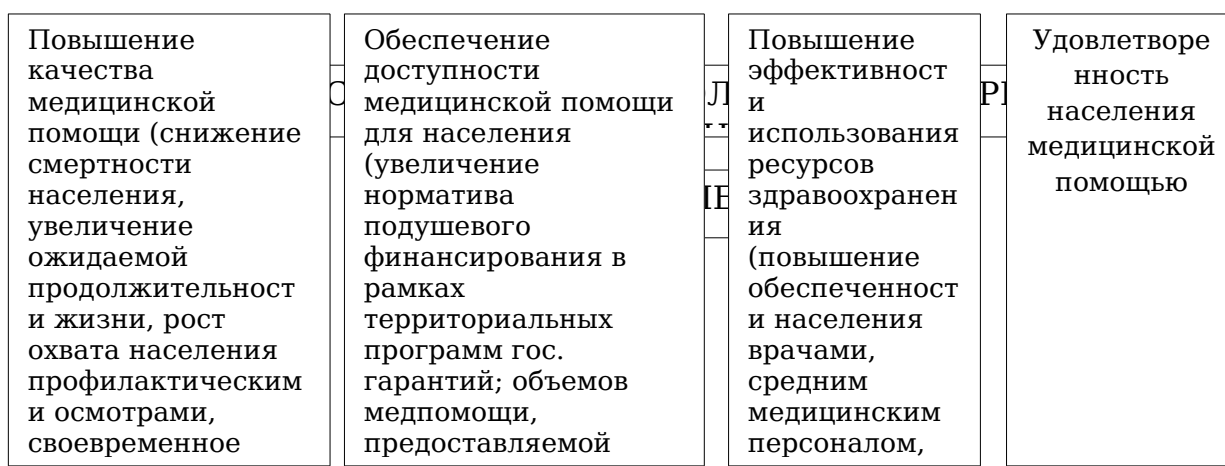 Повышение
качества
медицинской
помощи (снижение
смертности
населения,
увеличение
ожидаемой
продолжительност
и жизни, рост
охвата населения
профилактическим
и осмотрами,
своевременное
Обеспечение
доступности
медицинской помощи
для населения
(увеличение
норматива
подушевого
финансирования в
рамках
территориальных
программ гос.
гарантий; объемов
медпомощи,
предоставляемой
Повышение
эффективност
и
использования
ресурсов
здравоохранен
ия
(повышение
обеспеченност
и населения
врачами,
средним
медицинским
персоналом,
Удовлетворе
нность
населения
медицинской
помощью